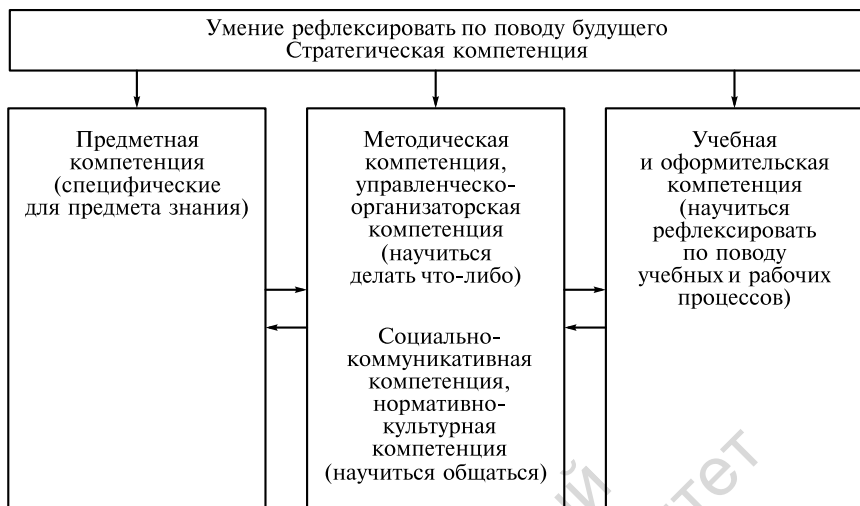 Умение рефлексировать по поводу будущего
Стратегическая компетенция
Предметная
компетенция
(специфические
для предмета знания)
Методическая
компетенция,
управленческо-
организаторская
компетенция
(научиться
делать что-либо)
Социально-
коммуникативная
компетенция,
нормативно-
культурная
компетенция
(научиться общаться)
Учебная
и оформительская
компетенция
(научиться
рефлексировать
по поводу
учебных и рабочих
процессов)